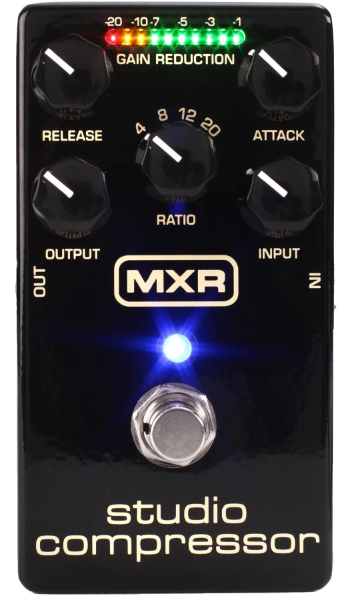 -20 -10 -7 -5 -3 -1
GAIN REDUCTION
RELEASE
ATTACK
4 8 12 20
RATIO
OUTPUT
INPUT
OUT
IN
MXR
studio
compressor